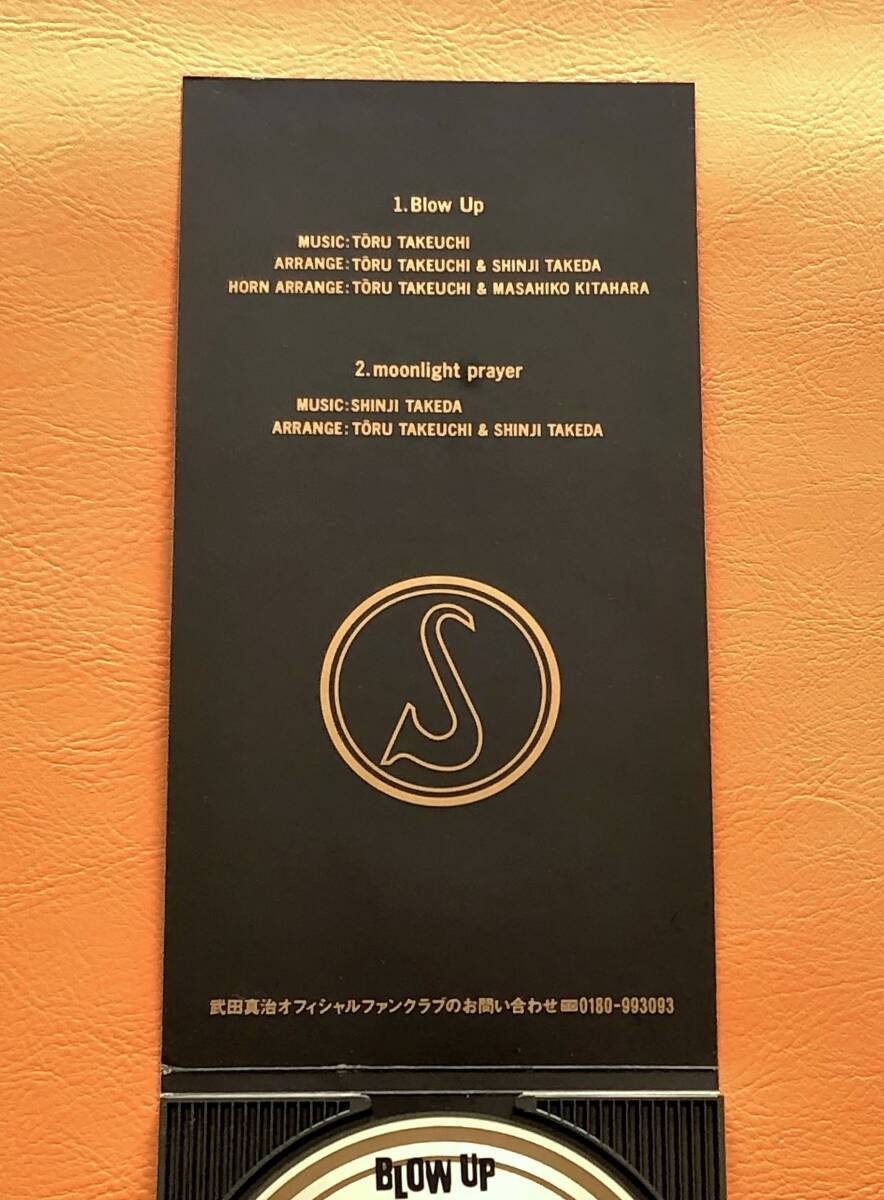 1.Blow Up
MUSIC:TŌRU TAKEUCHI
ARRANGE:TŌRU TAKEUCHI & SHINJI TAKEDA
HORN ARRANGE:TŌRU TAKEUCHI & MASAHIKO KITAHARA
2.moonlight prayer
MUSIC:SHINJI TAKEDA
ARRANGE:TŌRU TAKEUCHI & SHINJI TAKEDA
S
武田真治オフィシャルファンクラブのお問い合わせ 0180-993093
BLOW UP